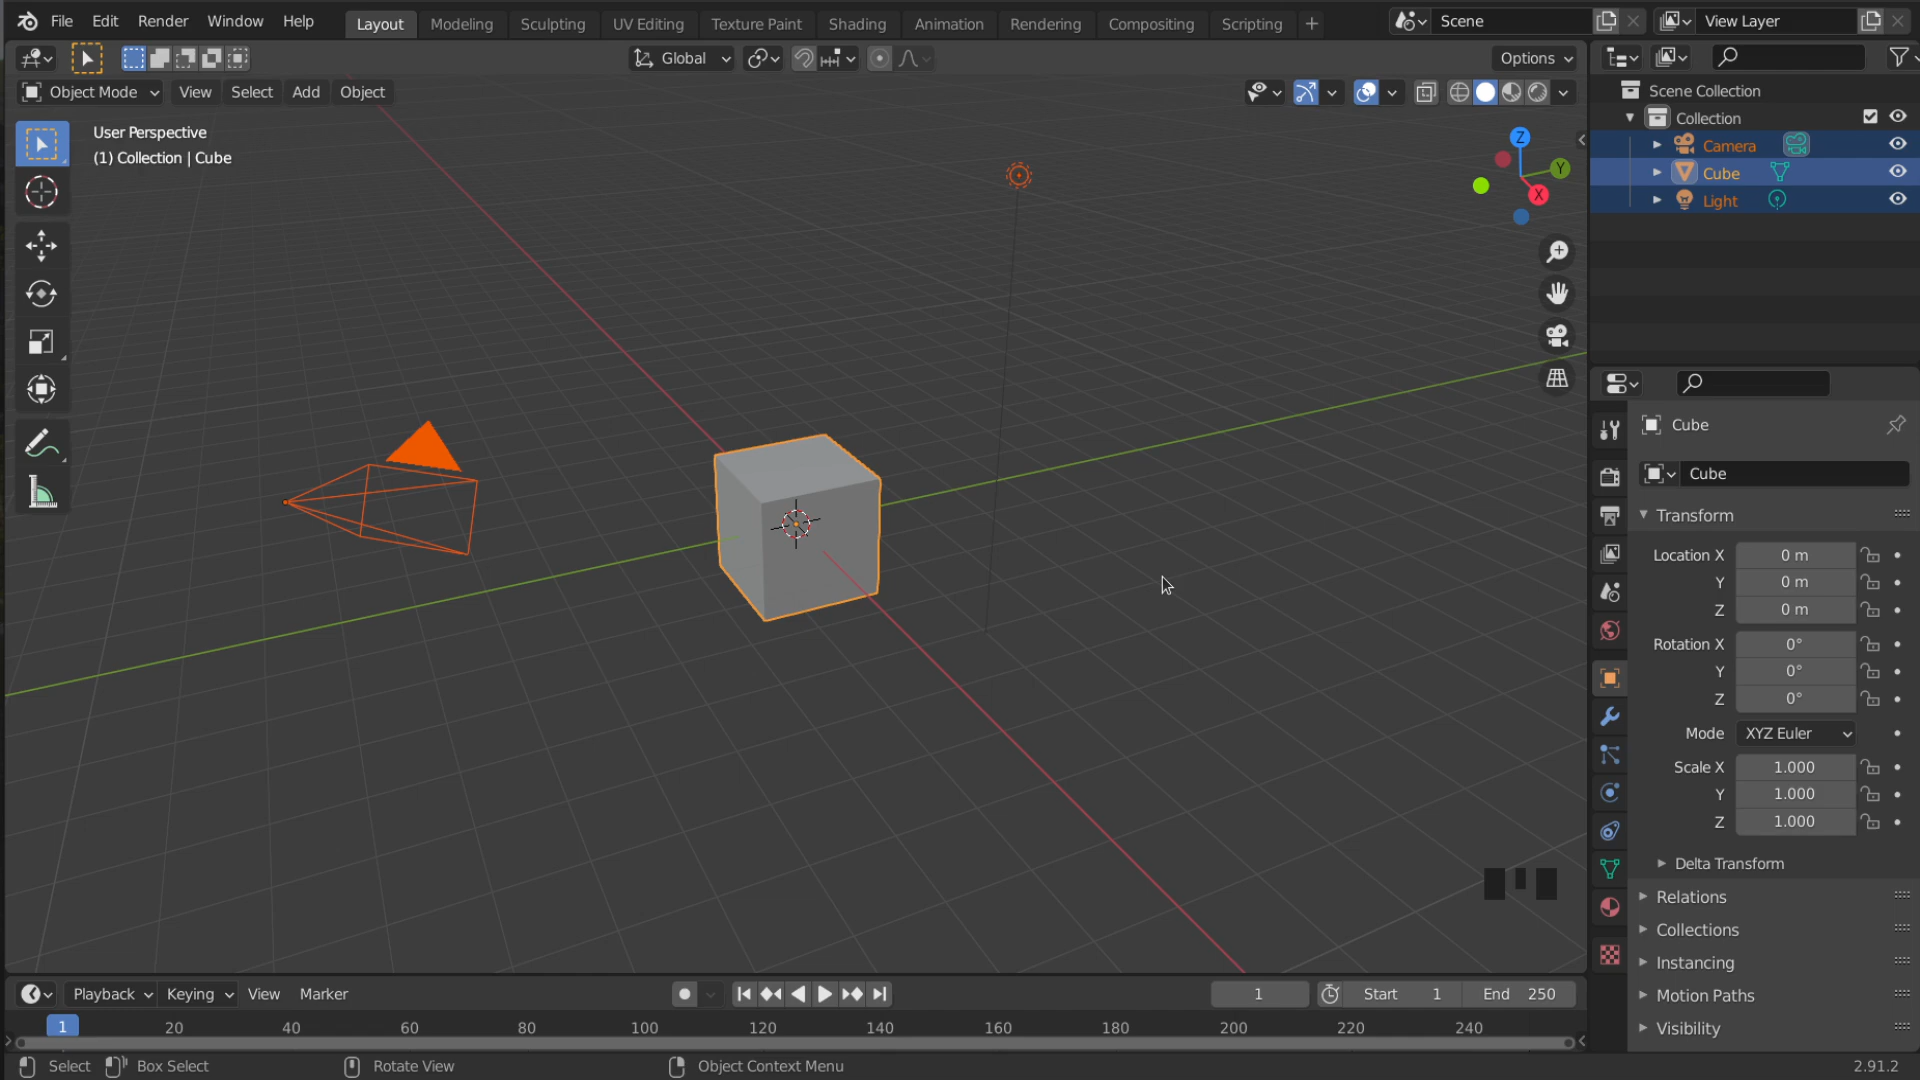 File Edit Render Window Help Layout Modeling Sculpting UV Editing Texture Paint Shading Animation Rendering Compositing Scripting + Scene View Layer
Global Options
Object Mode View Select Add Object
User Perspective
(1) Collection | Cube
Z
Y
X
Scene Collection
Collection
Camera
Cube
Light
Cube
Cube
Transform
Location X 0 m
Y 0 m
Z 0 m
Rotation X 0°
Y 0°
Z 0°
Mode XYZ Euler
Scale X 1.000
Y 1.000
Z 1.000
Delta Transform
Relations
Collections
Instancing
Motion Paths
Visibility
Playback Keying View Marker 1 Start 1 End 250
1 20 40 60 80 100 120 140 160 180 200 220 240
Select Box Select Rotate View Object Context Menu 2.91.2